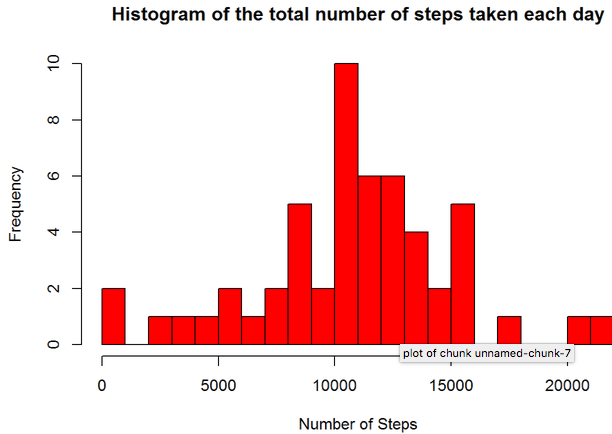 Histogram of the total number of steps taken each day
10
8
6
4
2
0
Frequency
plot of chunk unnamed-chunk-7
0 5000 10000 15000 20000
Number of Steps